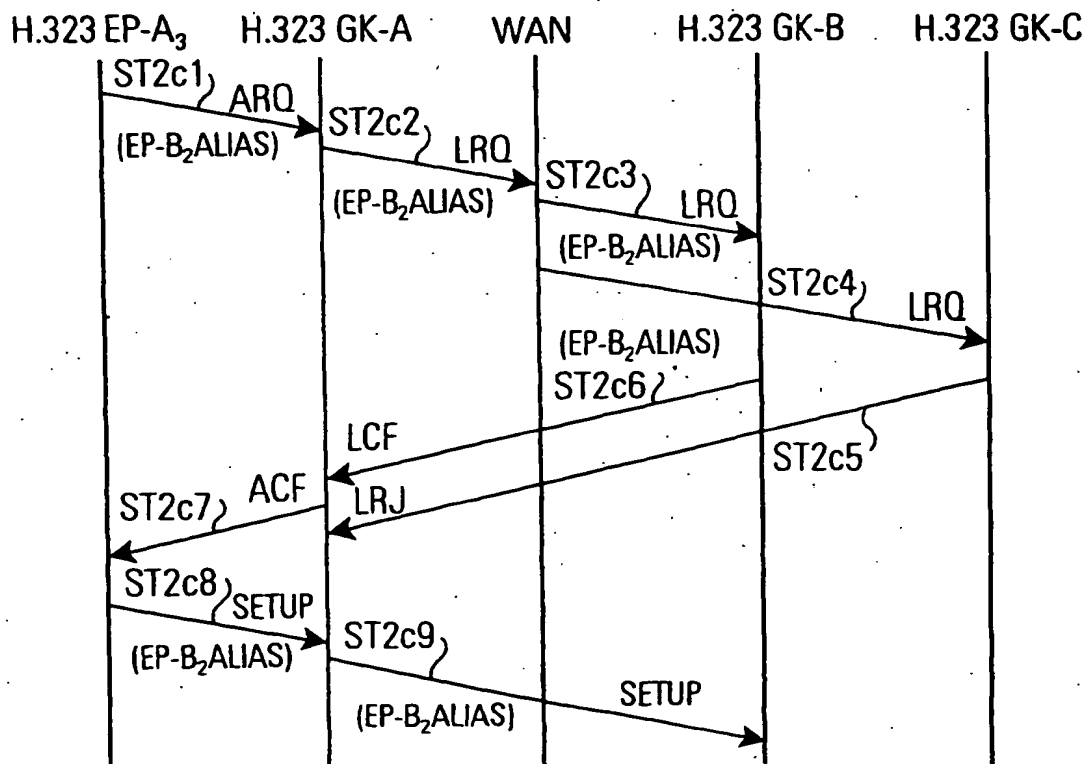 H.323 EP-A₃ H.323 GK-A WAN H.323 GK-B H.323 GK-C
ST2c1
ARQ
(EP-B₂ALIAS)
ST2c2
LRQ
(EP-B₂ALIAS)
ST2c3
LRQ
(EP-B₂ALIAS)
ST2c4
LRQ
(EP-B₂ALIAS)
ST2c6
LCF
ST2c5
LRJ
ACF
ST2c7
ST2c8
SETUP
(EP-B₂ALIAS)
ST2c9
SETUP
(EP-B₂ALIAS)